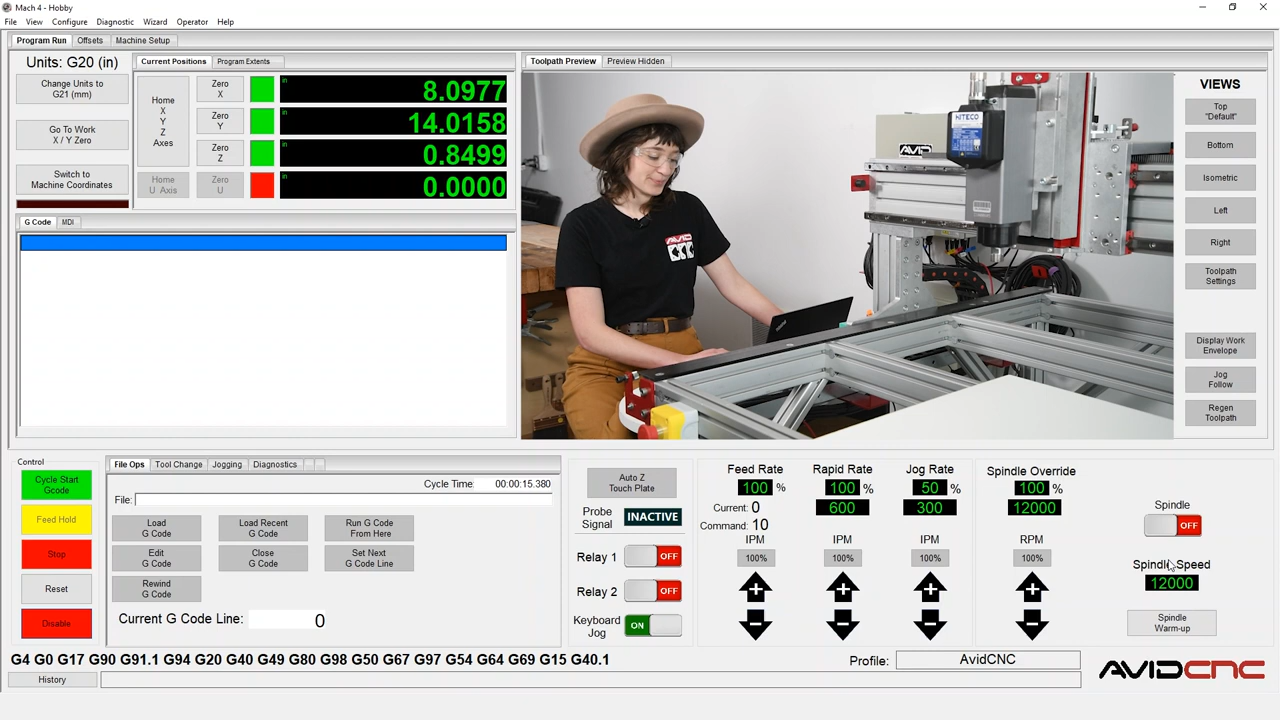 Mach 4 - Hobby
File View Configure Diagnostic Wizard Operator Help
Program Run Offsets Machine Setup
Units: G20 (in)
Change Units to
G21 (mm)
Go To Work
X / Y Zero
Switch to
Machine Coordinates
Current Positions Program Extents
Home
X
Y
Z
Axes
Home
U Axis
Zero
X
in 8.0977
Zero
Y
in 14.0158
Zero
Z
in 0.8499
Zero
U
in 0.0000
G Code MDI
Toolpath Preview Preview Hidden
HITECO
AVID
AVID
CNC
VIEWS
Top
"Default"
Bottom
Isometric
Left
Right
Toolpath
Settings
Display Work
Envelope
Jog
Follow
Regen
Toolpath
Control
Cycle Start
Gcode
Feed Hold
Stop
Reset
Disable
File Ops Tool Change Jogging Diagnostics
Cycle Time: 00:00:15.380
File:
Load
G Code
Load Recent
G Code
Run G Code
From Here
Edit
G Code
Close
G Code
Set Next
G Code Line
Rewind
G Code
Current G Code Line: 0
Auto Z
Touch Plate
Probe
Signal
INACTIVE
Relay 1 OFF
Relay 2 OFF
Keyboard
Jog
ON
Feed Rate
100 %
Current: 0
Command: 10
IPM
100%
Rapid Rate
100 %
600
IPM
100%
Jog Rate
50 %
300
IPM
100%
Spindle Override
100 %
12000
RPM
100%
Spindle
OFF
Spindle Speed
12000
Spindle
Warm-up
G4 G0 G17 G90 G91.1 G94 G20 G40 G49 G80 G98 G50 G67 G97 G54 G64 G69 G15 G40.1
Profile: AvidCNC
History
AVIDCNC